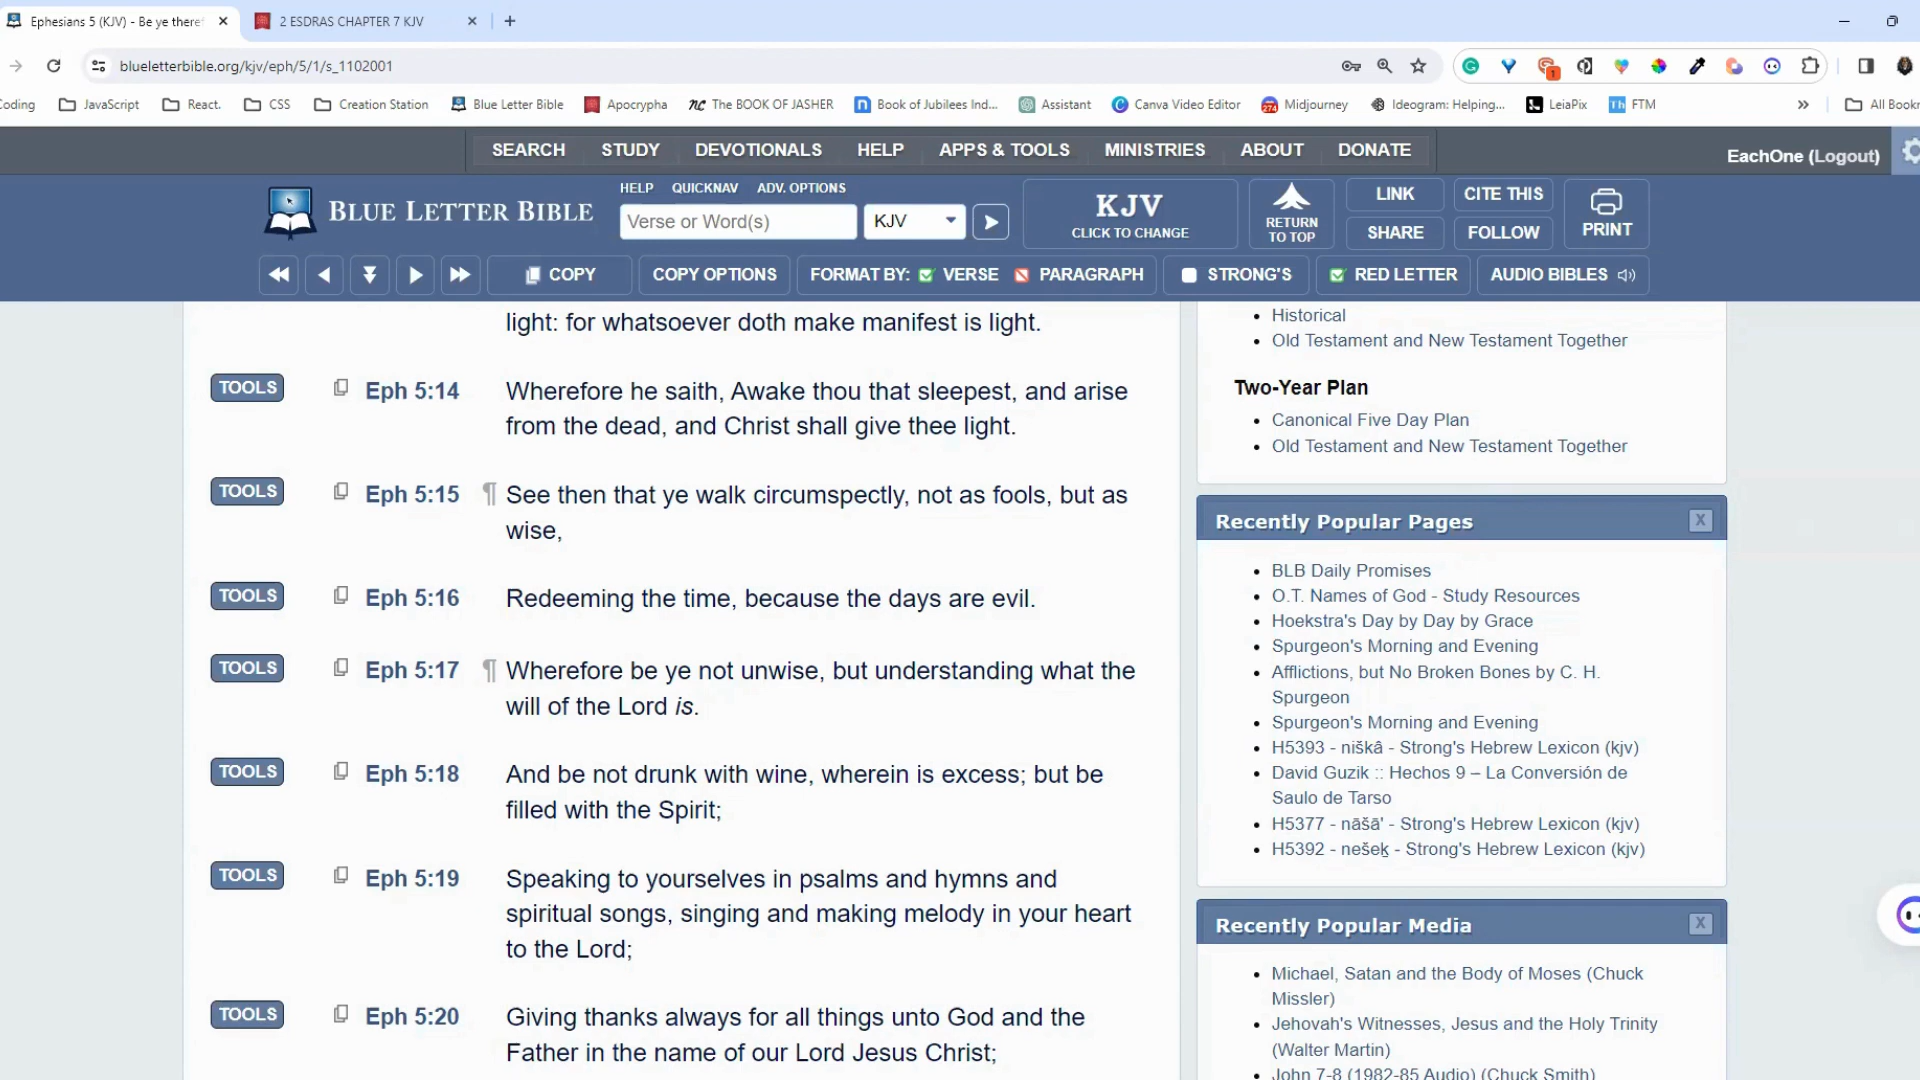 Ephesians 5 (KJV) - Be ye there
2 ESDRAS CHAPTER 7 KJV
blueletterbible.org/kjv/eph/5/1/s_1102001
1
oding
JavaScript
React.
CSS
Creation Station
Blue Letter Bible
Apocrypha
The BOOK OF JASHER
Book of Jubilees Ind...
Assistant
Canva Video Editor
274
Midjourney
Ideogram: Helping...
LeiaPix
Th
FTM
All Bookr
SEARCH
STUDY
DEVOTIONALS
HELP
APPS & TOOLS
MINISTRIES
ABOUT
DONATE
EachOne (Logout)
BLUE LETTER BIBLE
HELP
QUICKNAV
ADV. OPTIONS
Verse or Word(s)
KJV
KJV
CLICK TO CHANGE
RETURN
TO TOP
LINK
CITE THIS
SHARE
FOLLOW
PRINT
COPY
COPY OPTIONS
FORMAT BY:
VERSE
PARAGRAPH
STRONG'S
RED LETTER
AUDIO BIBLES
light: for whatsoever doth make manifest is light.
TOOLS
Eph 5:14
Wherefore he saith, Awake thou that sleepest, and arise
from the dead, and Christ shall give thee light.
TOOLS
Eph 5:15
¶ See then that ye walk circumspectly, not as fools, but as
wise,
TOOLS
Eph 5:16
Redeeming the time, because the days are evil.
TOOLS
Eph 5:17
¶ Wherefore be ye not unwise, but understanding what the
will of the Lord is.
TOOLS
Eph 5:18
And be not drunk with wine, wherein is excess; but be
filled with the Spirit;
TOOLS
Eph 5:19
Speaking to yourselves in psalms and hymns and
spiritual songs, singing and making melody in your heart
to the Lord;
TOOLS
Eph 5:20
Giving thanks always for all things unto God and the
Father in the name of our Lord Jesus Christ;
Historical
Old Testament and New Testament Together
Two-Year Plan
Canonical Five Day Plan
Old Testament and New Testament Together
Recently Popular Pages
X
BLB Daily Promises
O.T. Names of God - Study Resources
Hoekstra's Day by Day by Grace
Spurgeon's Morning and Evening
Afflictions, but No Broken Bones by C. H.
Spurgeon
Spurgeon's Morning and Evening
H5393 - niškâ - Strong's Hebrew Lexicon (kjv)
David Guzik :: Hechos 9 – La Conversión de
Saulo de Tarso
H5377 - nāšā' - Strong's Hebrew Lexicon (kjv)
H5392 - nešeḵ - Strong's Hebrew Lexicon (kjv)
Recently Popular Media
X
Michael, Satan and the Body of Moses (Chuck
Missler)
Jehovah's Witnesses, Jesus and the Holy Trinity
(Walter Martin)
John 7-8 (1982-85 Audio) (Chuck Smith)